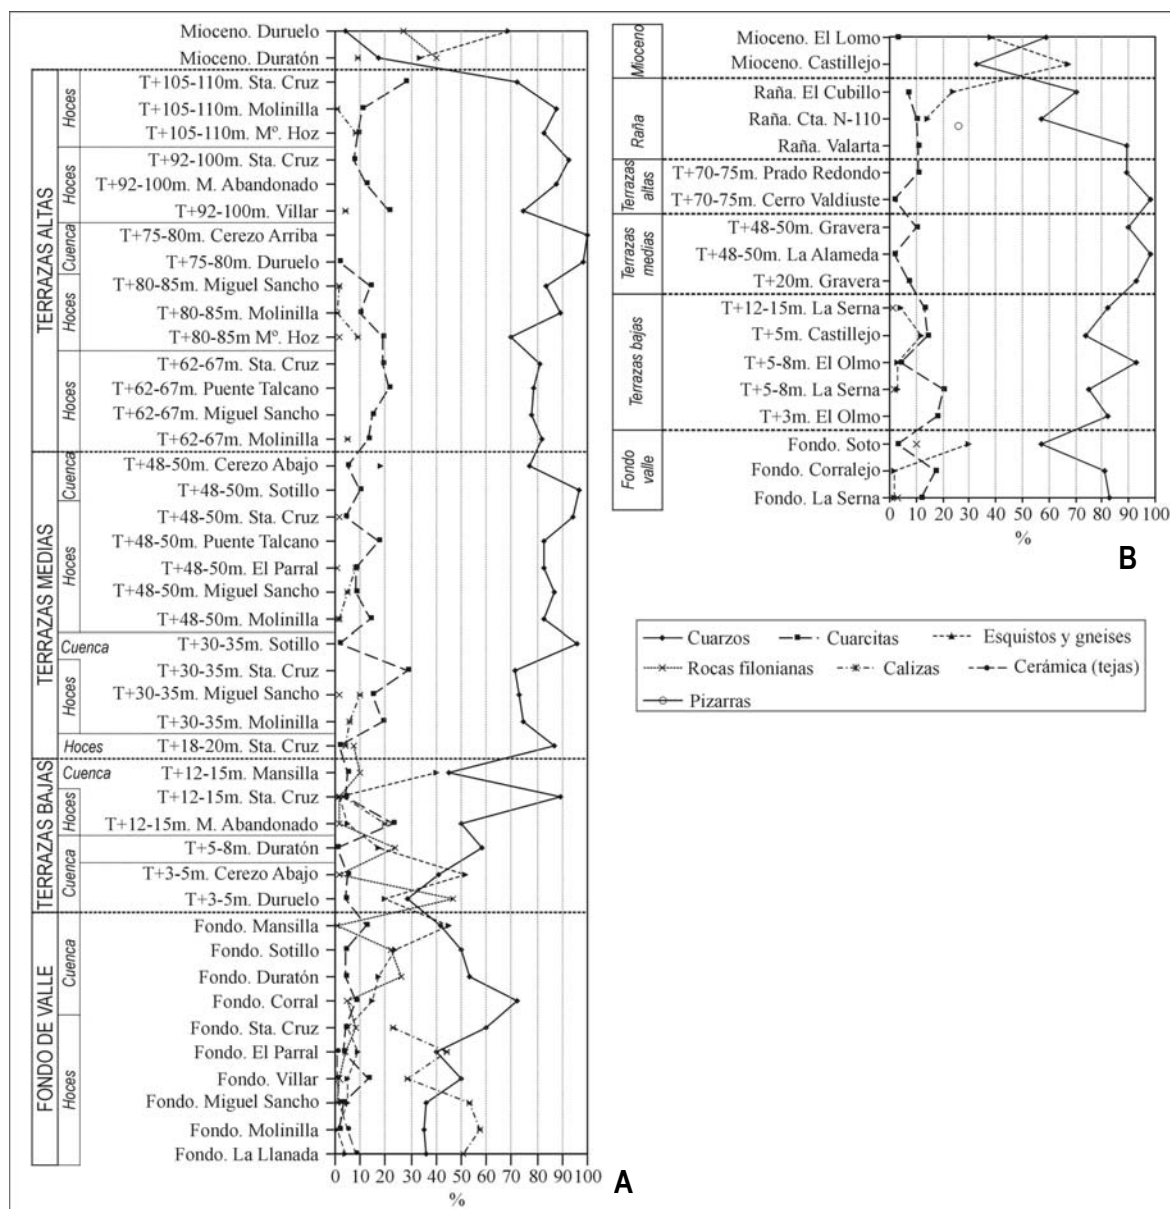 Mioceno. Duruelo
Mioceno. Duratón
TERRAZAS ALTAS
Hoces
T+105-110m. Sta. Cruz
T+105-110m. Molinilla
T+105-110m. Mº. Hoz
Hoces
T+92-100m. Sta. Cruz
T+92-100m. M. Abandonado
T+92-100m. Villar
Cuenca
T+75-80m. Cerezo Arriba
T+75-80m. Duruelo
Hoces
T+80-85m. Miguel Sancho
T+80-85m. Molinilla
T+80-85m Mº. Hoz
Hoces
T+62-67m. Sta. Cruz
T+62-67m. Puente Talcano
T+62-67m. Miguel Sancho
T+62-67m. Molinilla
TERRAZAS MEDIAS
Cuenca
T+48-50m. Cerezo Abajo
T+48-50m. Sotillo
Hoces
T+48-50m. Sta. Cruz
T+48-50m. Puente Talcano
T+48-50m. El Parral
T+48-50m. Miguel Sancho
T+48-50m. Molinilla
Cuenca
T+30-35m. Sotillo
Hoces
T+30-35m. Sta. Cruz
T+30-35m. Miguel Sancho
T+30-35m. Molinilla
Hoces
T+18-20m. Sta. Cruz
TERRAZAS BAJAS
Cuenca
T+12-15m. Mansilla
Hoces
T+12-15m. Sta. Cruz
T+12-15m. M. Abandonado
Cuenca
T+5-8m. Duratón
T+3-5m. Cerezo Abajo
T+3-5m. Duruelo
FONDO DE VALLE
Cuenca
Fondo. Mansilla
Fondo. Sotillo
Fondo. Duratón
Fondo. Corral
Hoces
Fondo. Sta. Cruz
Fondo. El Parral
Fondo. Villar
Fondo. Miguel Sancho
Fondo. Molinilla
Fondo. La Llanada
0 10 20 30 40 50 60 70 80 90 100
%
A
Mioceno
Mioceno. El Lomo
Mioceno. Castillejo
Raña
Raña. El Cubillo
Raña. Cta. N-110
Raña. Valarta
Terrazas
altas
T+70-75m. Prado Redondo
T+70-75m. Cerro Valdiuste
Terrazas
medias
T+48-50m. Gravera
T+48-50m. La Alameda
T+20m. Gravera
Terrazas bajas
T+12-15m. La Serna
T+5m. Castillejo
T+5-8m. El Olmo
T+5-8m. La Serna
T+3m. El Olmo
Fondo
valle
Fondo. Soto
Fondo. Corralejo
Fondo. La Serna
0 10 20 30 40 50 60 70 80 90 100
%
B
Cuarzos Cuarcitas Esquistos y gneises
Rocas filonianas Calizas Cerámica (tejas)
Pizarras